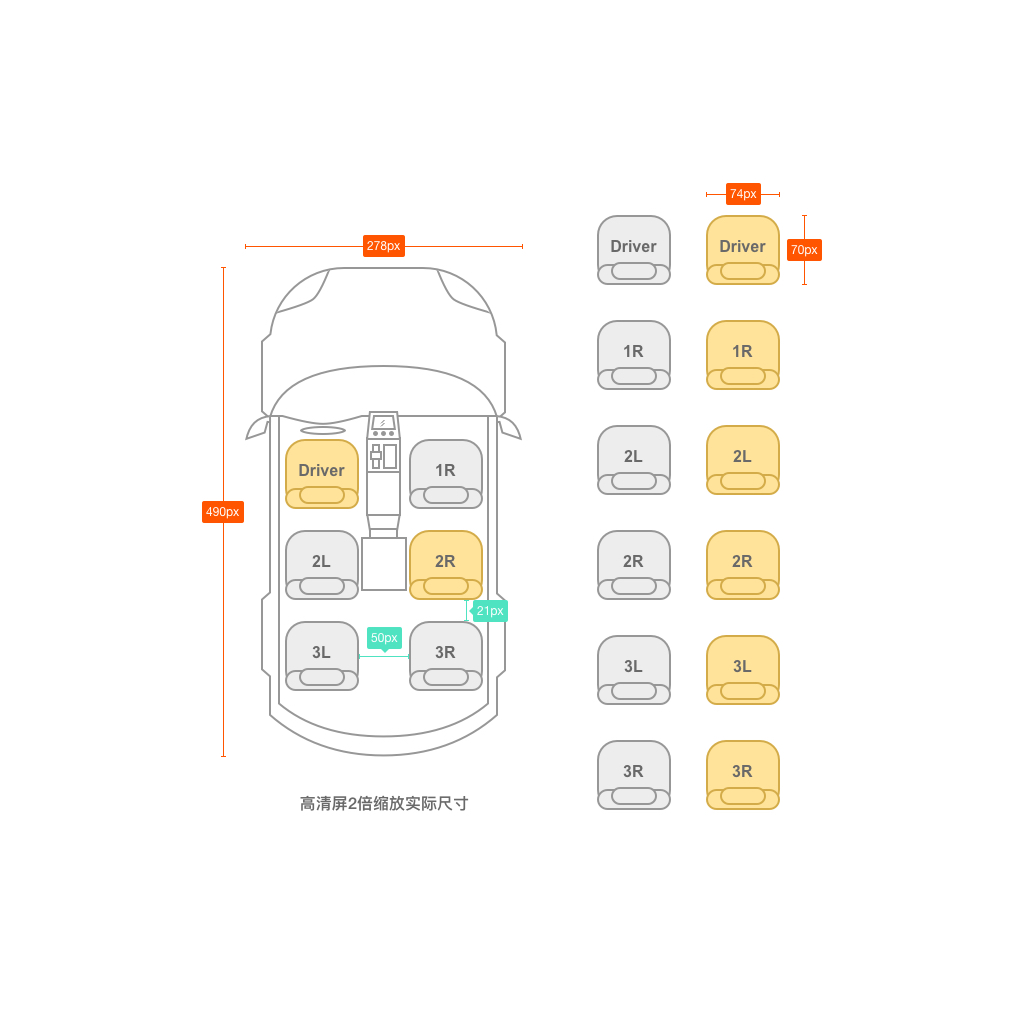 278px
490px
Driver
1R
2L
2R
21px
50px
3L
3R
高清屏2倍缩放实际尺寸
74px
70px
Driver
Driver
1R
1R
2L
2L
2R
2R
3L
3L
3R
3R